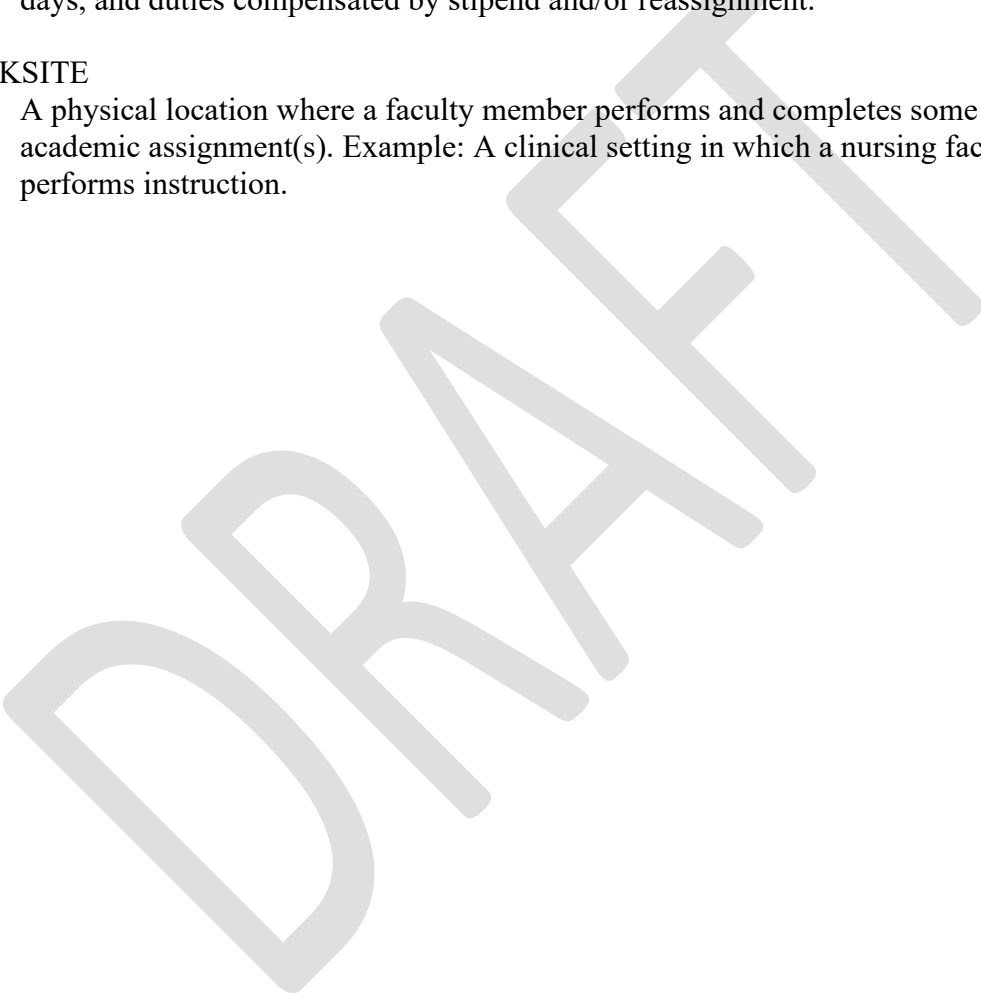 days, and duties compensated by stipend and/or reassignment.
KSITE
A physical location where a faculty member performs and completes some
academic assignment(s). Example: A clinical setting in which a nursing fac
performs instruction.
DRAFT